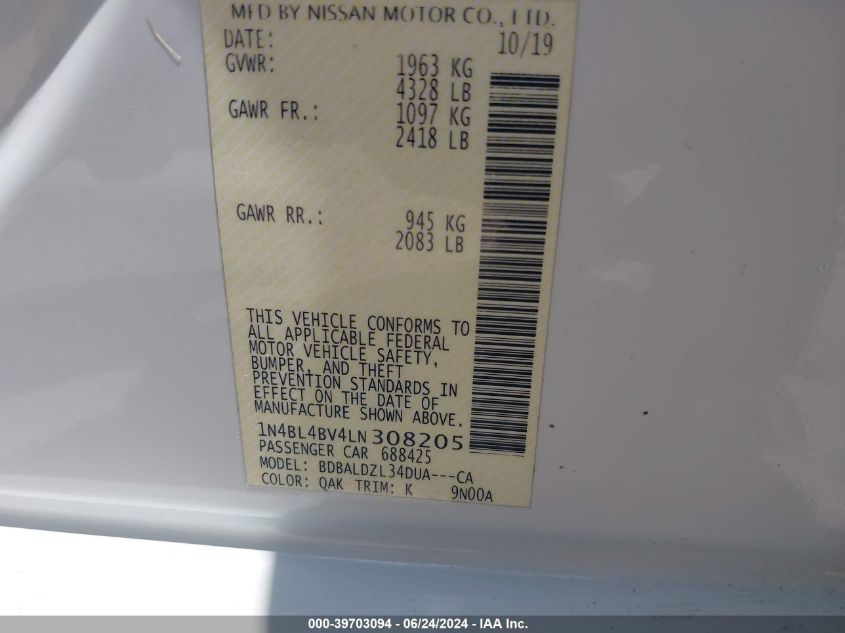 MFD BY NISSAN MOTOR CO., LTD.
DATE: 10/19
GVWR: 1963 KG
4328 LB
GAWR FR.: 1097 KG
2418 LB
GAWR RR.: 945 KG
2083 LB
THIS VEHICLE CONFORMS TO
ALL APPLICABLE FEDERAL
MOTOR VEHICLE SAFETY,
BUMPER, AND THEFT
PREVENTION STANDARDS IN
EFFECT ON THE DATE OF
MANUFACTURE SHOWN ABOVE.
1N4BL4BV4LN308205
PASSENGER CAR 688425
MODEL: BDBALDZL34DUA---CA
COLOR: QAK TRIM: K 9N00A
000-39703094 - 06/24/2024 - IAA Inc.